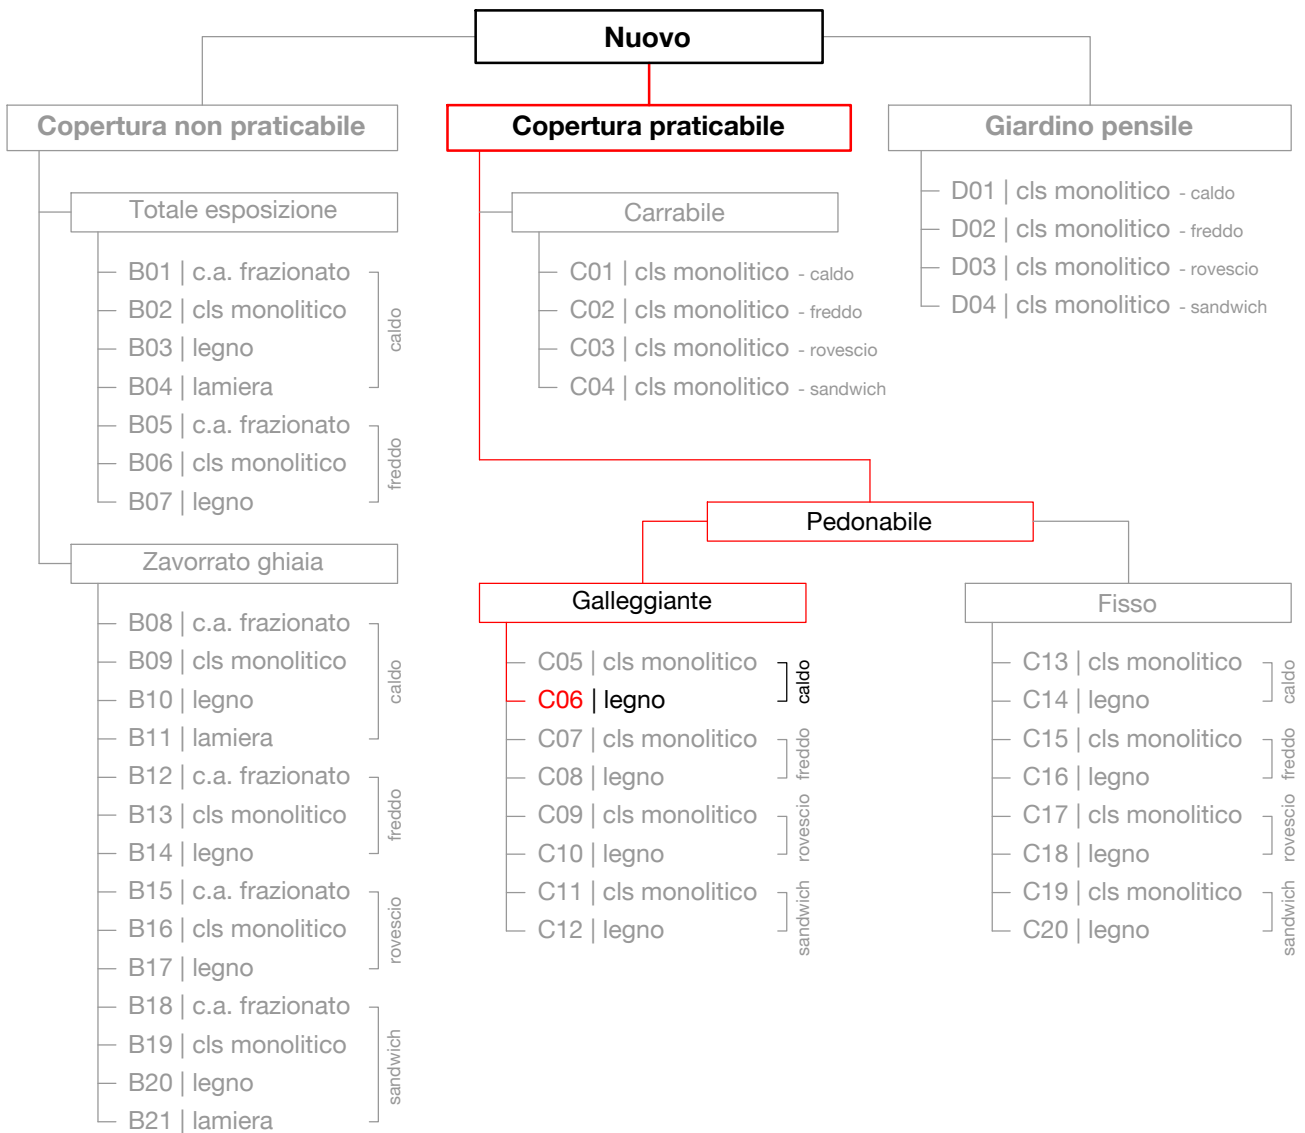 Nuovo
Copertura non praticabile
Totale esposizione
B01 | c.a. frazionato
B02 | cls monolitico
B03 | legno
B04 | lamiera
caldo
B05 | c.a. frazionato
B06 | cls monolitico
B07 | legno
freddo
Zavorrato ghiaia
B08 | c.a. frazionato
B09 | cls monolitico
B10 | legno
B11 | lamiera
caldo
B12 | c.a. frazionato
B13 | cls monolitico
B14 | legno
freddo
B15 | c.a. frazionato
B16 | cls monolitico
B17 | legno
rovescio
B18 | c.a. frazionato
B19 | cls monolitico
B20 | legno
B21 | lamiera
sandwich
Copertura praticabile
Carrabile
C01 | cls monolitico - caldo
C02 | cls monolitico - freddo
C03 | cls monolitico - rovescio
C04 | cls monolitico - sandwich
Pedonabile
Galleggiante
C05 | cls monolitico
C06 | legno
caldo
C07 | cls monolitico
C08 | legno
freddo
C09 | cls monolitico
C10 | legno
rovescio
C11 | cls monolitico
C12 | legno
sandwich
Fisso
C13 | cls monolitico
C14 | legno
caldo
C15 | cls monolitico
C16 | legno
freddo
C17 | cls monolitico
C18 | legno
rovescio
C19 | cls monolitico
C20 | legno
sandwich
Giardino pensile
D01 | cls monolitico - caldo
D02 | cls monolitico - freddo
D03 | cls monolitico - rovescio
D04 | cls monolitico - sandwich